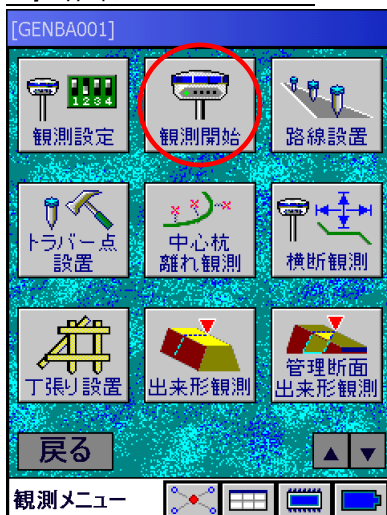 [GENBA001]
1234
観測設定
観測開始
路線設置
トラバー点
設置
中心杭
離れ観測
横断観測
丁張り設置
出来形観測
管理断面
出来形観測
戻る
▲ ▼
観測メニュー